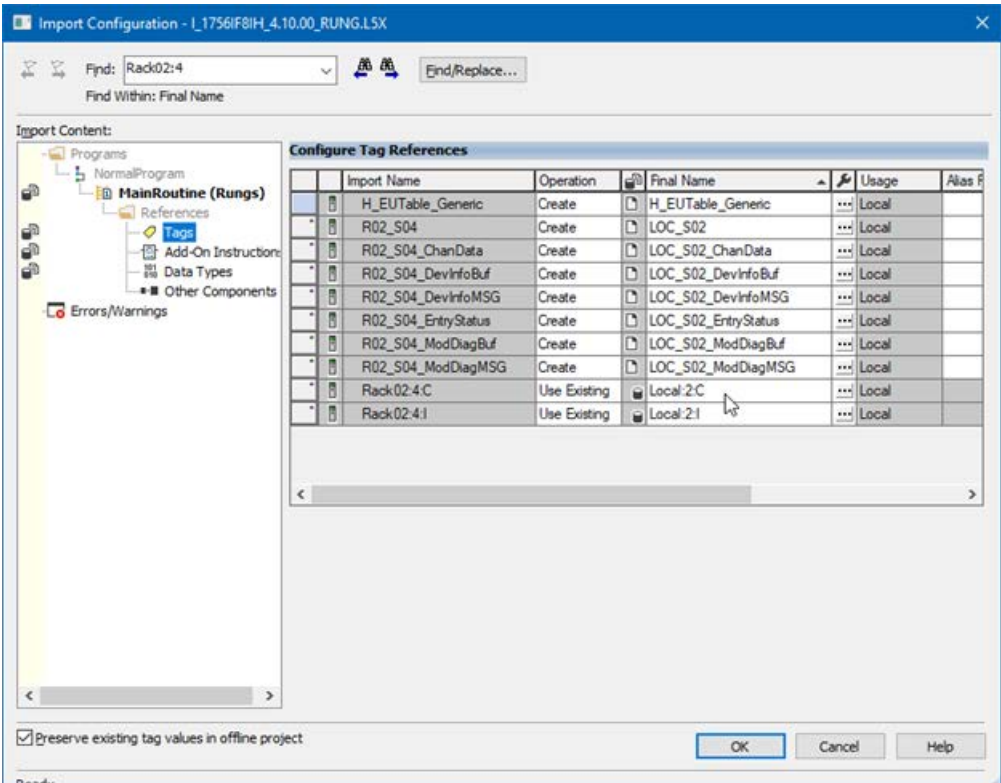 Import Configuration - I_1756IF8IH_4.10.00_RUNG.L5X
Find: Rack02:4 Find/Replace...
Find Within: Final Name
Import Content:
Programs
NormalProgram
MainRoutine (Rungs)
References
Tags
Add-On Instructions
Data Types
Other Components
Errors/Warnings
Configure Tag References
Import Name Operation Final Name Usage Alias F
H_EUTable_Generic Create H_EUTable_Generic ... Local
R02_S04 Create LOC_S02 ... Local
R02_S04_ChanData Create LOC_S02_ChanData ... Local
R02_S04_DevInfoBuf Create LOC_S02_DevInfoBuf ... Local
R02_S04_DevInfoMSG Create LOC_S02_DevInfoMSG ... Local
R02_S04_EntryStatus Create LOC_S02_EntryStatus ... Local
R02_S04_ModDiagBuf Create LOC_S02_ModDiagBuf ... Local
R02_S04_ModDiagMSG Create LOC_S02_ModDiagMSG ... Local
Rack02:4:C Use Existing Local:2:C ... Local
Rack02:4:I Use Existing Local:2:I ... Local
Preserve existing tag values in offline project
OK Cancel Help